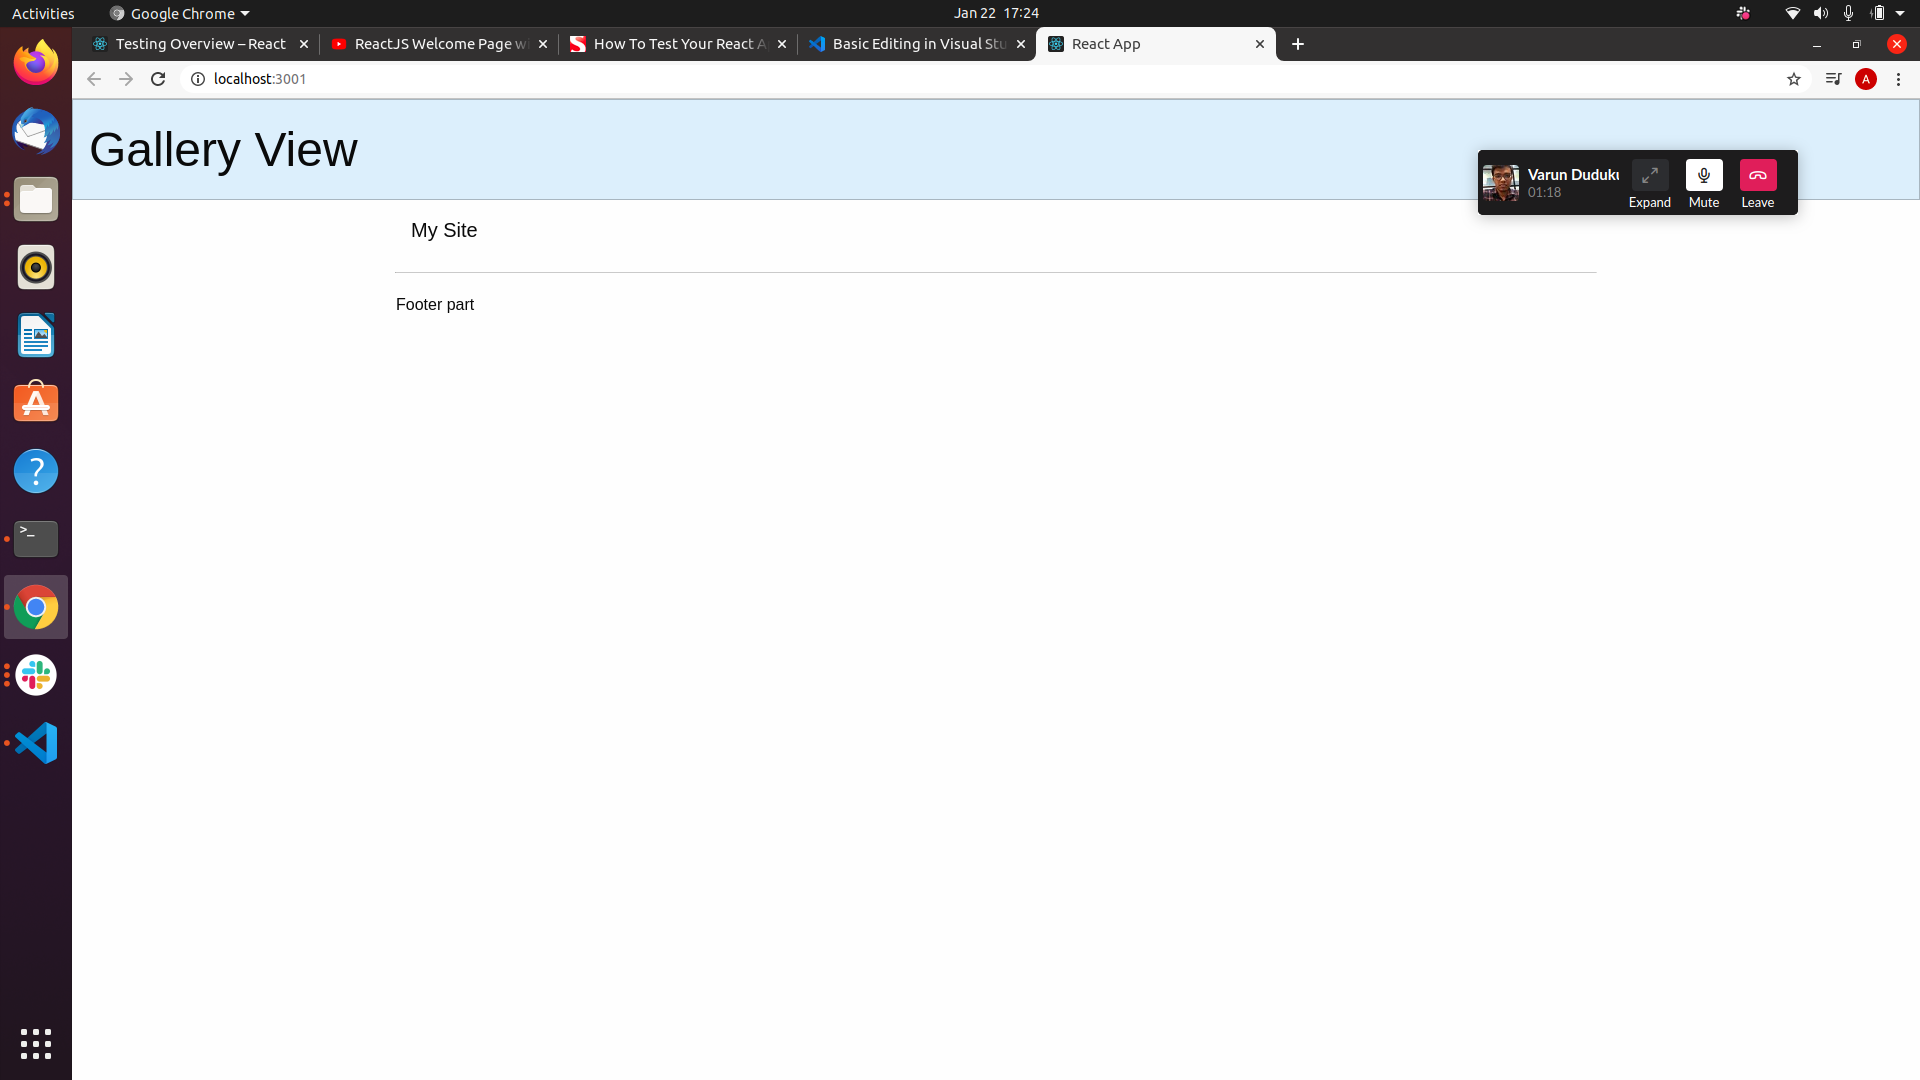 Activities
Google Chrome
Jan 22 17:24
Testing Overview – React
ReactJS Welcome Page wi
How To Test Your React A
Basic Editing in Visual Stu
React App
localhost:3001
A
Gallery View
Varun Duduku
01:18
Expand
Mute
Leave
My Site
Footer part